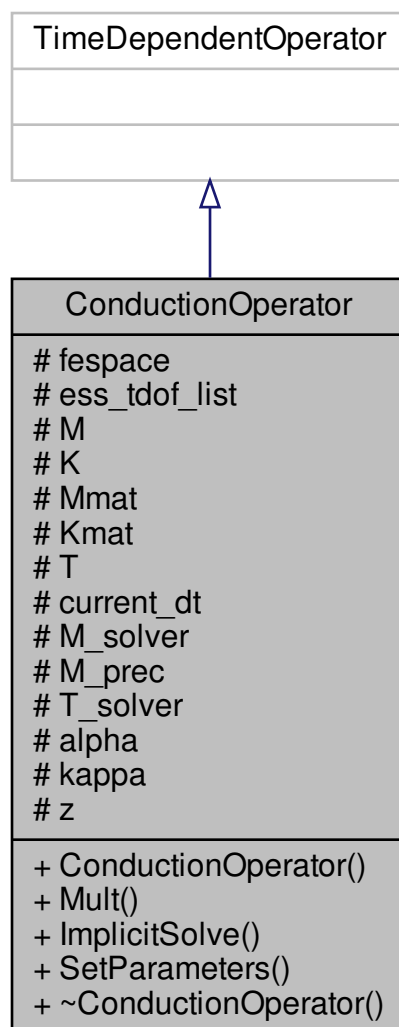 TimeDependentOperator
ConductionOperator
# fespace
# ess_tdof_list
# M
# K
# Mmat
# Kmat
# T
# current_dt
# M_solver
# M_prec
# T_solver
# alpha
# kappa
# z
+ ConductionOperator()
+ Mult()
+ ImplicitSolve()
+ SetParameters()
+ ~ConductionOperator()